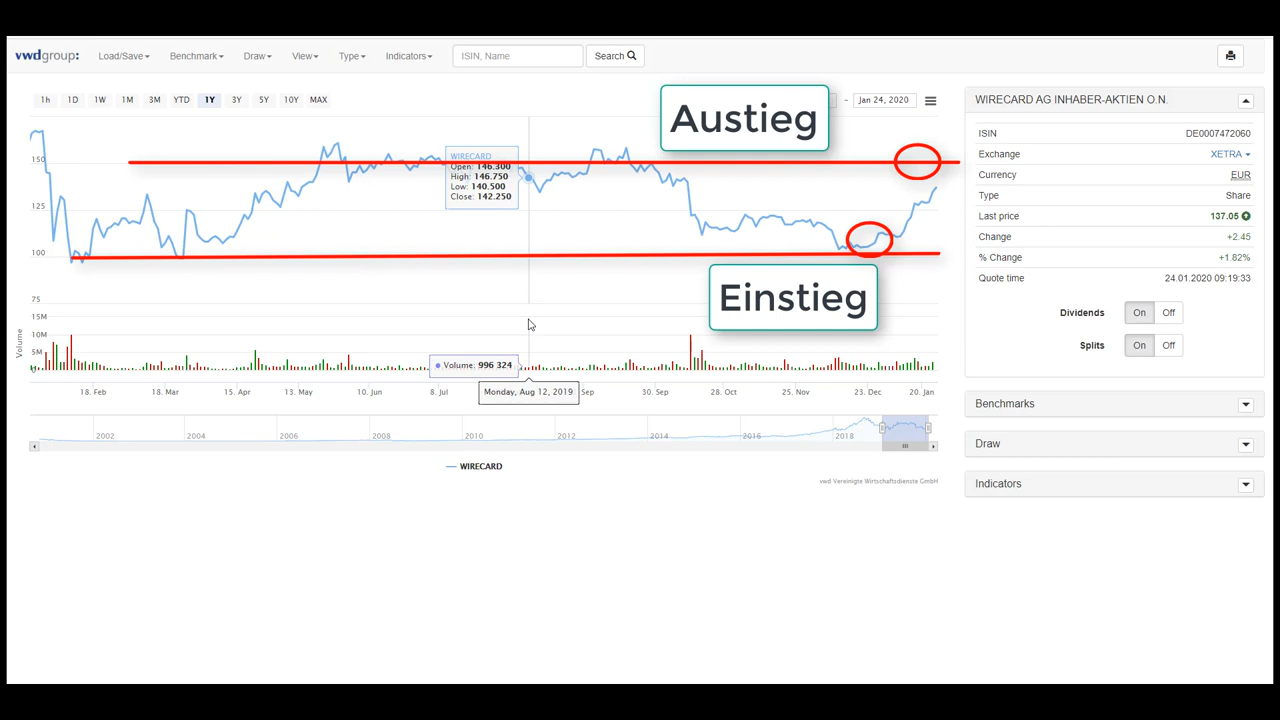 vwdgroup: Load/Save Benchmark Draw View Type Indicators ISIN, Name Search
1h 1D 1W 1M 3M YTD 1Y 3Y 5Y 10Y MAX - Jan 24, 2020
Austieg
150
125
100
75
WIRECARD
Open: 146.300
High: 146.750
Low: 140.500
Close: 142.250
Einstieg
Volume
15M
10M
5M
Volume: 996 324
18. Feb 18. Mar 15. Apr 13. May 10. Jun 8. Jul Sep 30. Sep 28. Oct 25. Nov 23. Dec 20. Jan
Monday, Aug 12, 2019
2002 2004 2006 2008 2010 2012 2014 2016 2018
WIRECARD
vwd Vereinigte Wirtschaftsdienste GmbH
WIRECARD AG INHABER-AKTIEN O.N.
ISIN DE0007472060
Exchange XETRA
Currency EUR
Type Share
Last price 137.05
Change +2.45
% Change +1.82%
Quote time 24.01.2020 09:19:33
Dividends On Off
Splits On Off
Benchmarks
Draw
Indicators